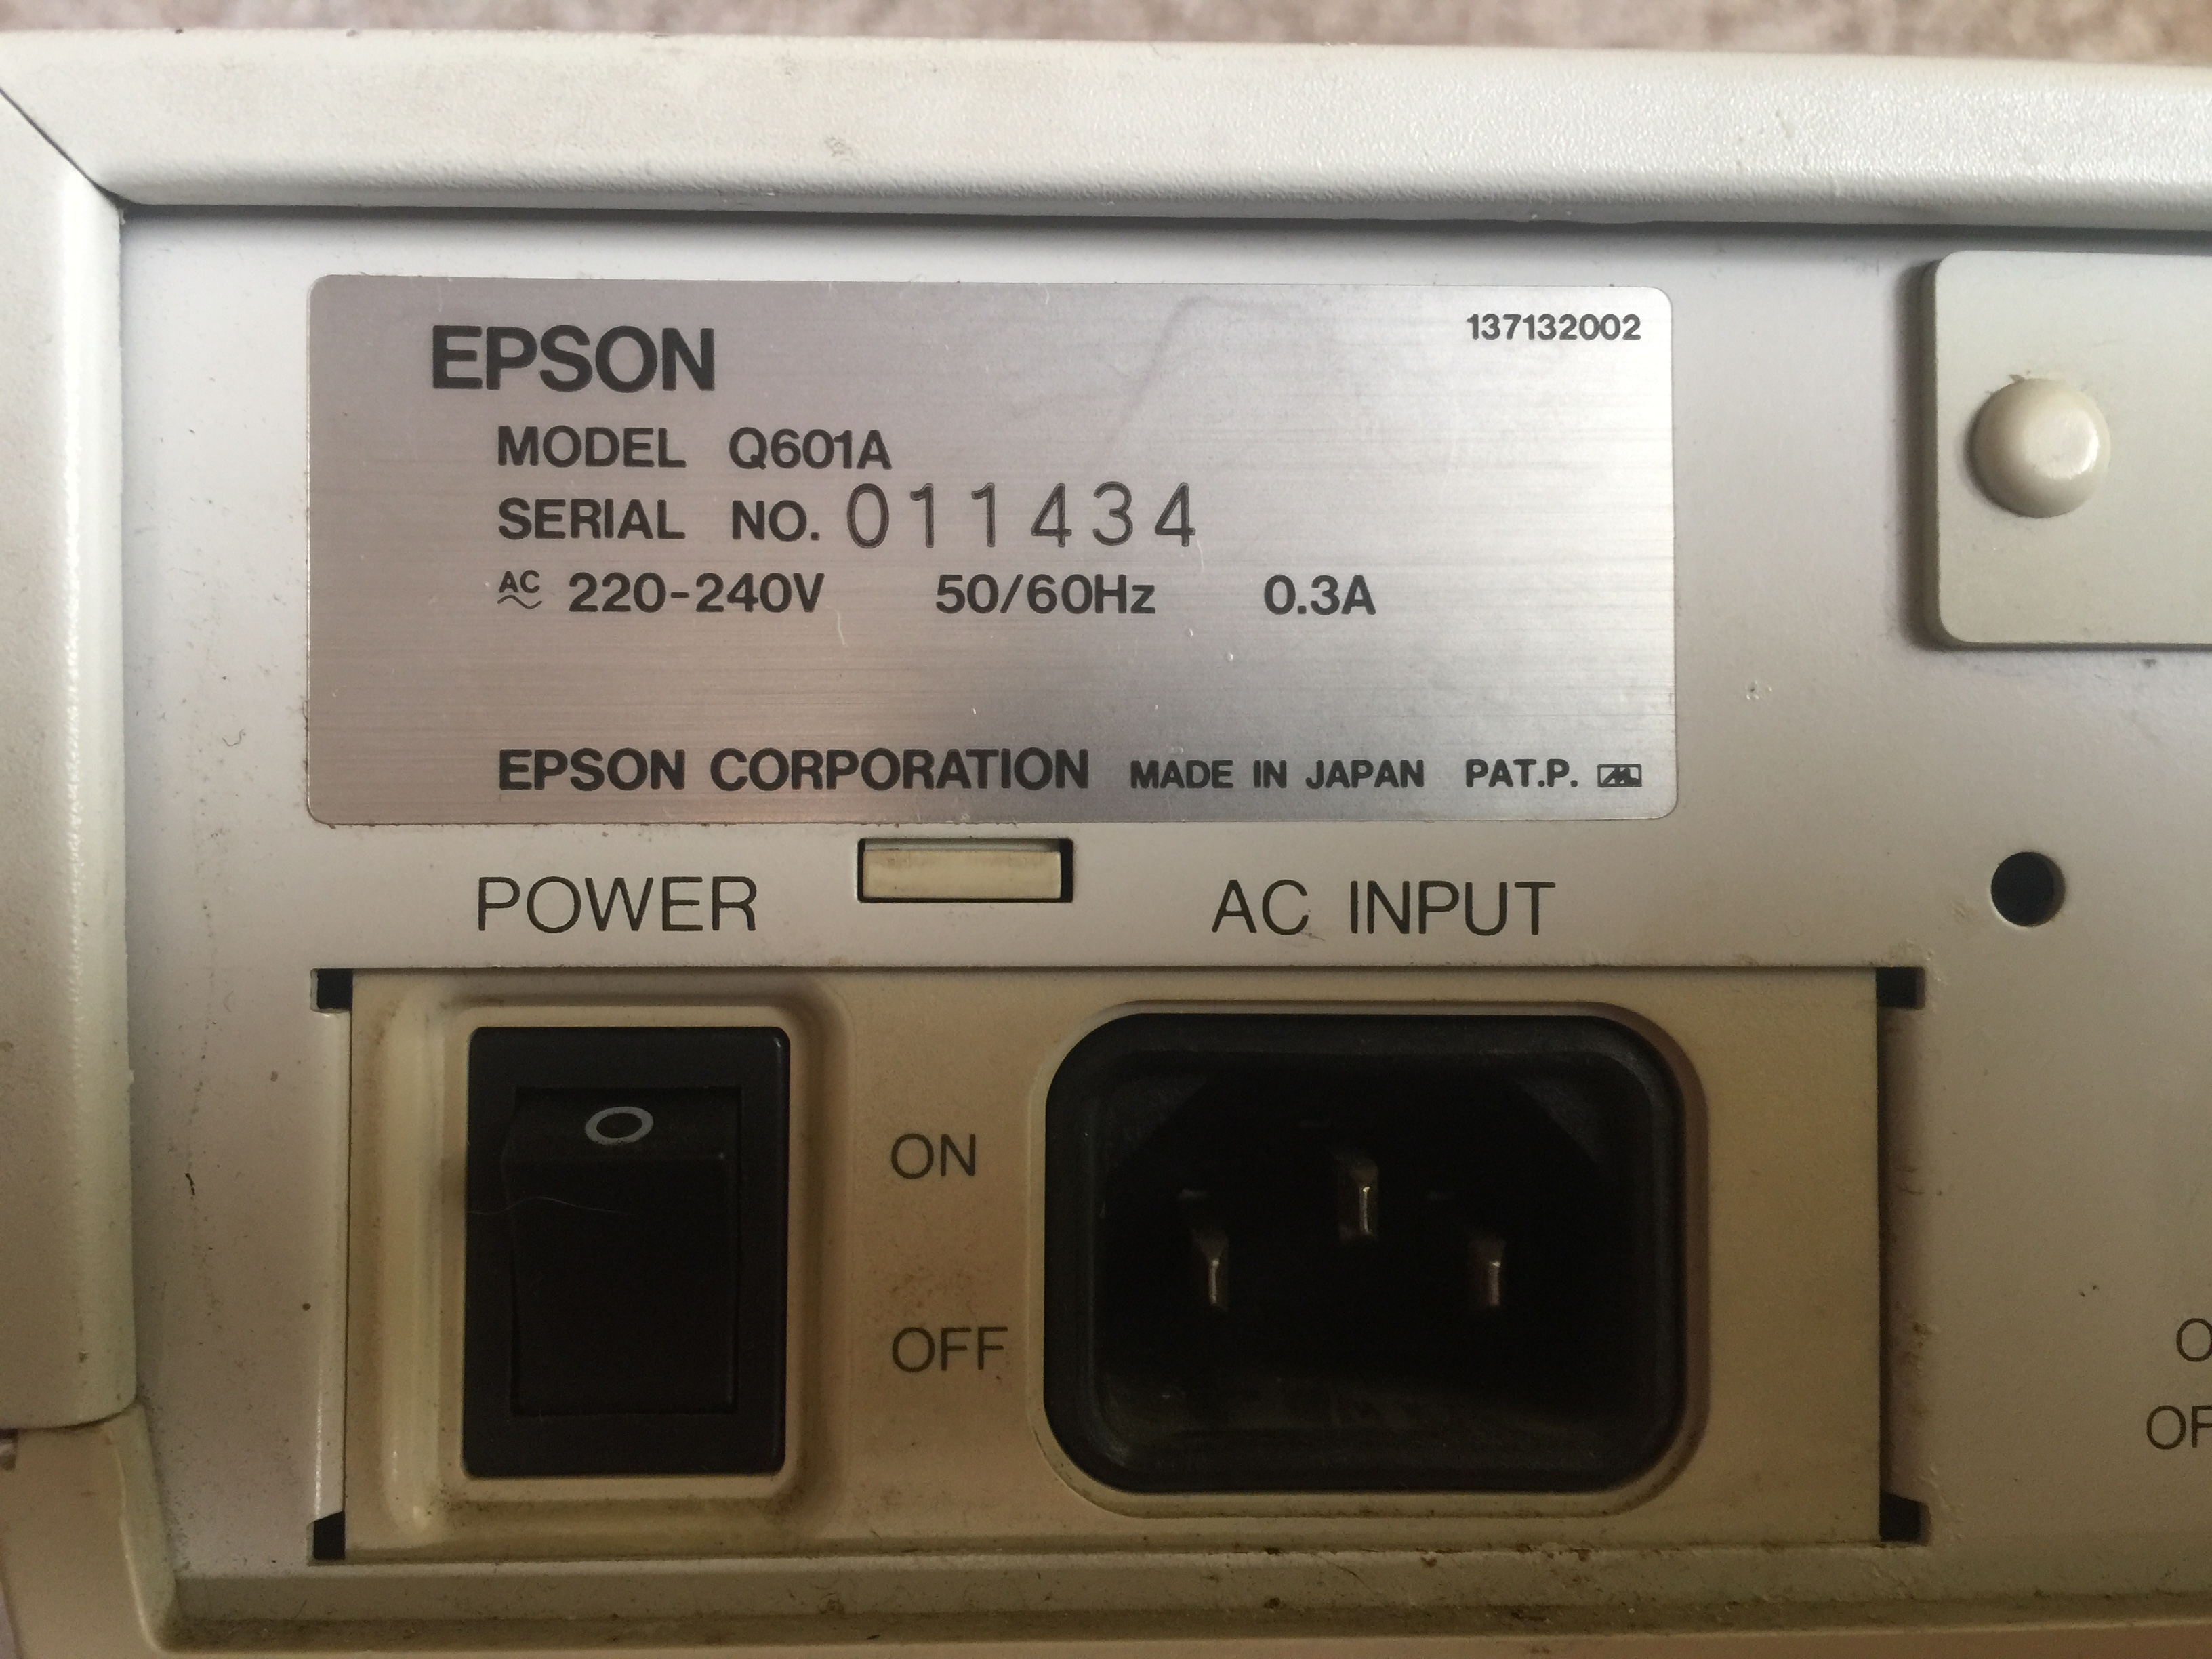 EPSON
137132002
MODEL Q601A
SERIAL NO. 011434
AC 220-240V 50/60Hz 0.3A
EPSON CORPORATION MADE IN JAPAN PAT.P.
POWER
AC INPUT
ON
OFF
O
OF